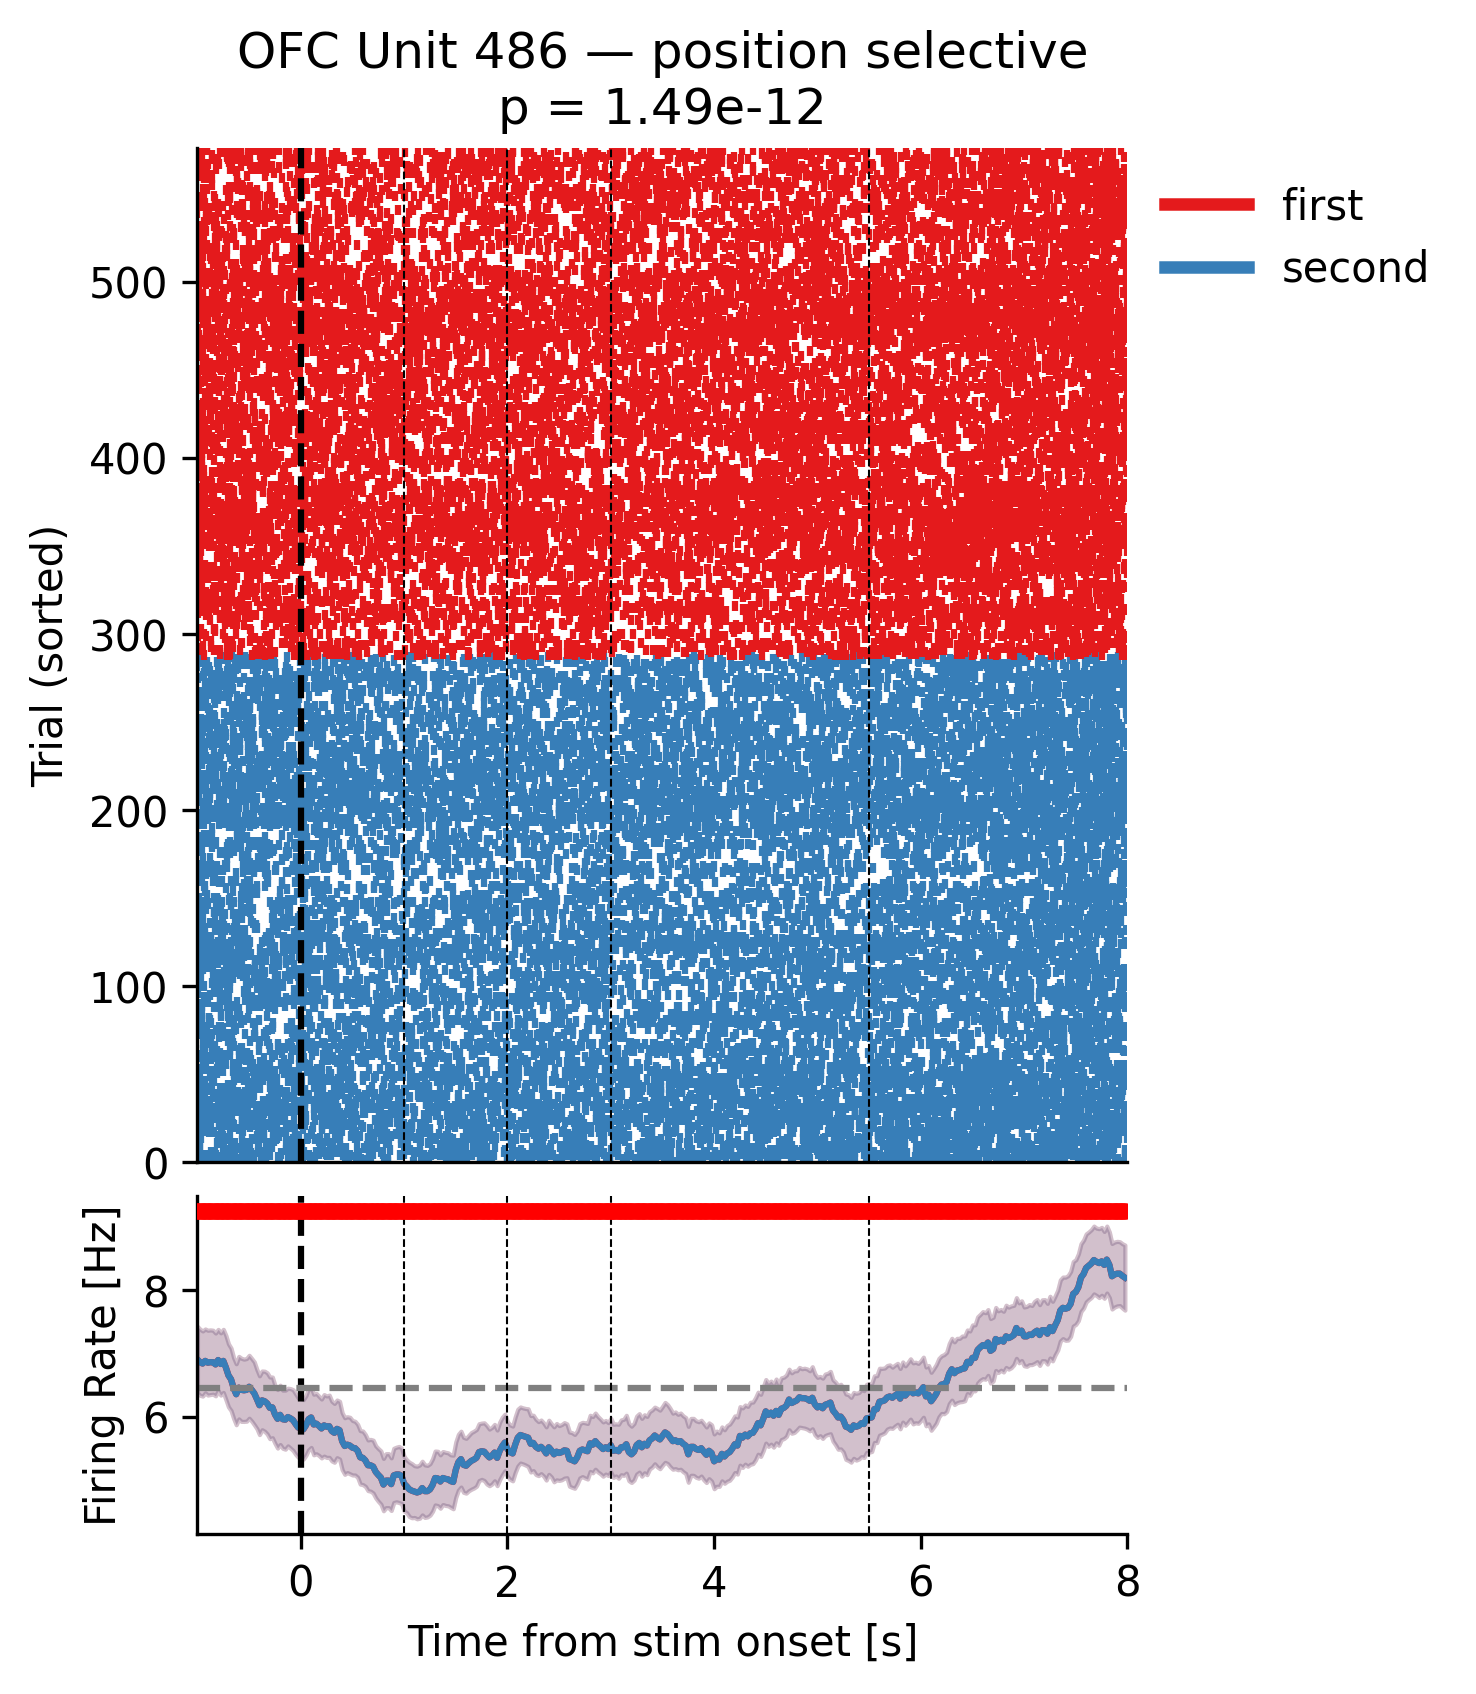 OFC Unit 486 — position selective
p = 1.49e-12
first
second
Trial (sorted)
500
400
300
200
100
0
Firing Rate [Hz]
8
6
0 2 4 6 8
Time from stim onset [s]